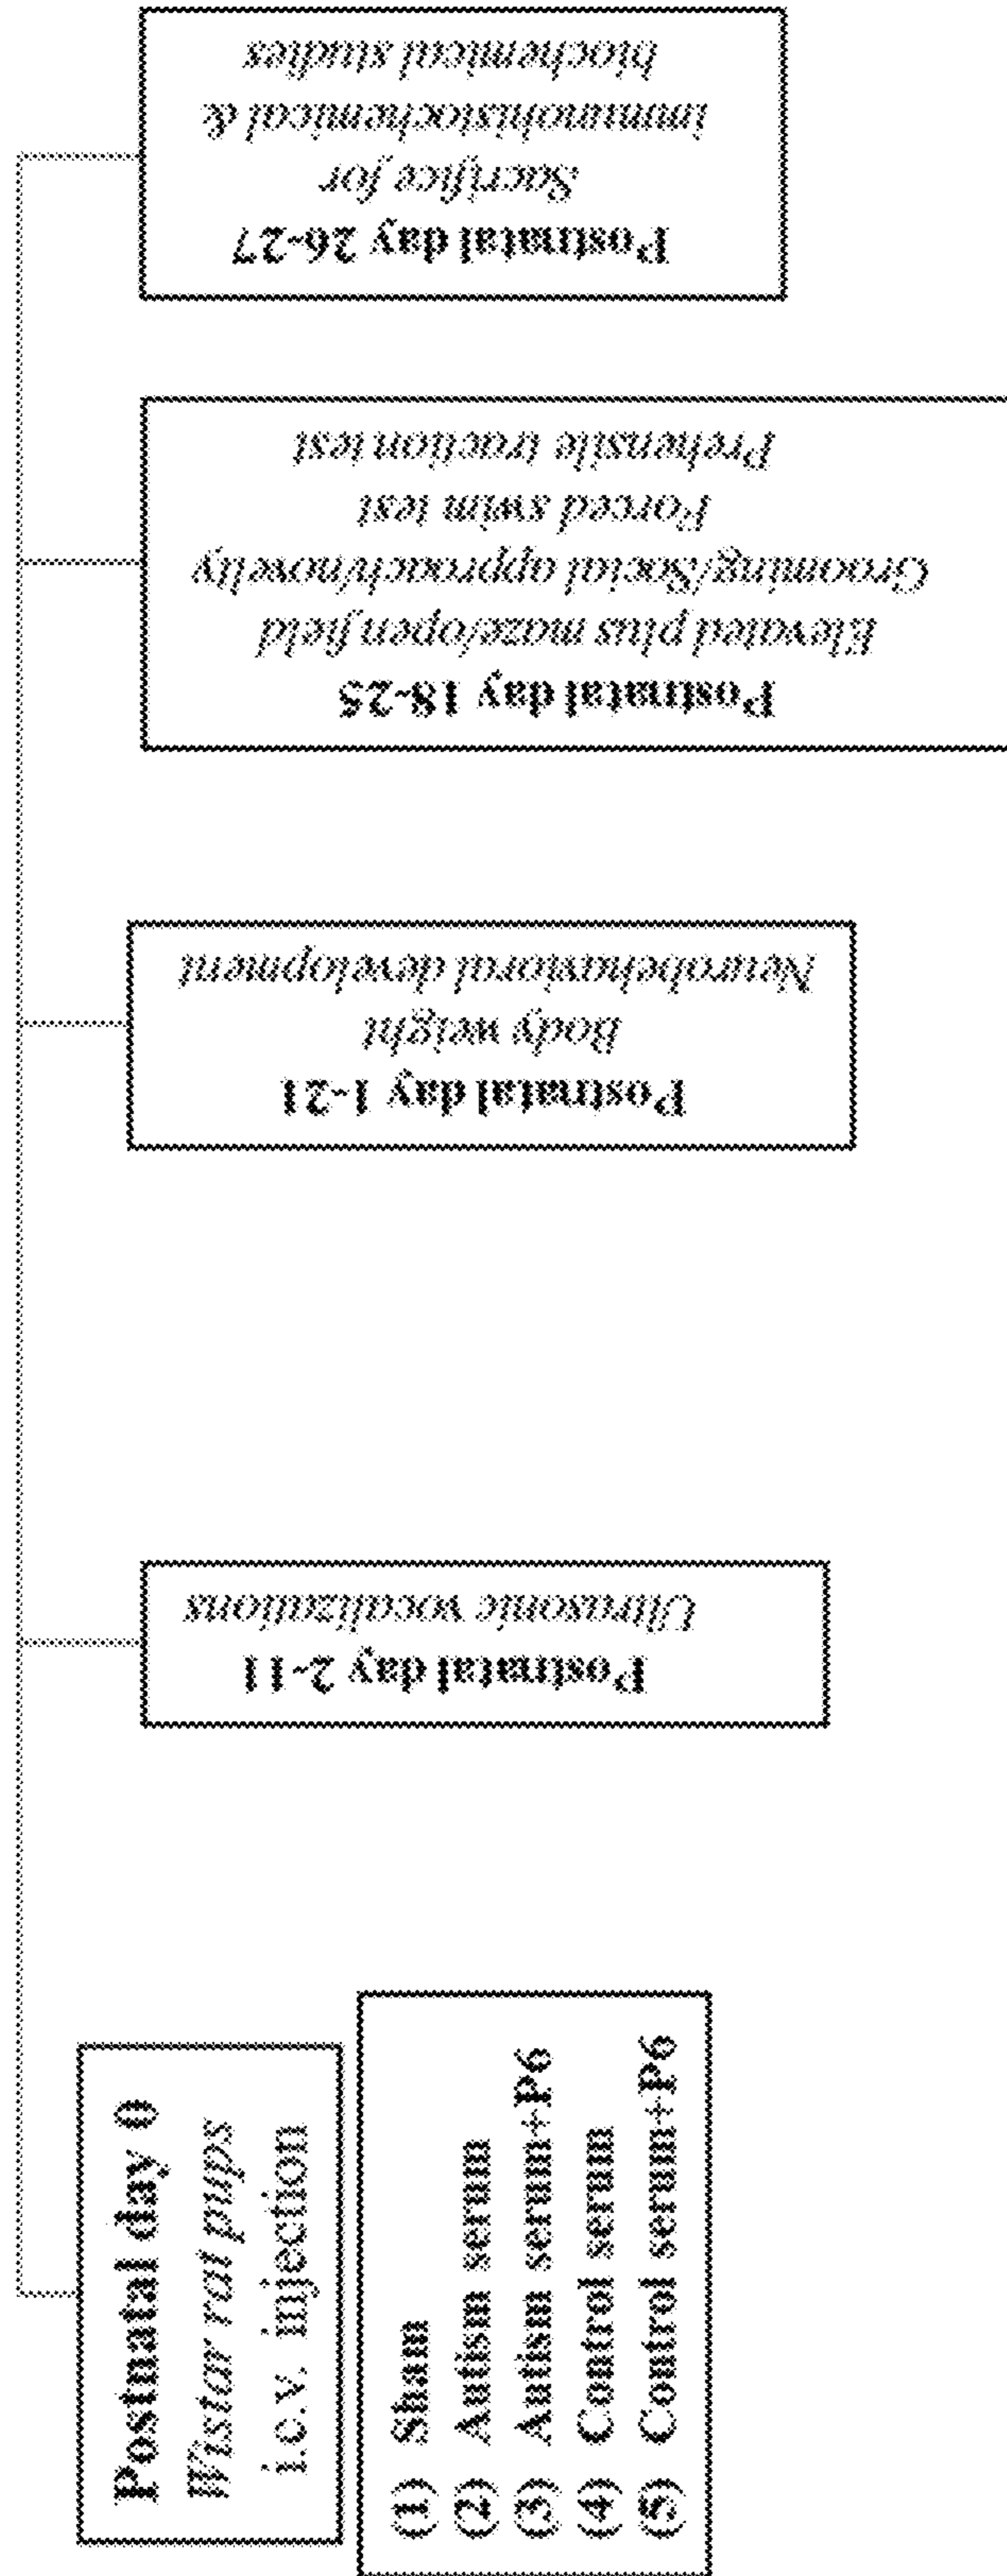 Postnatal day 0
Wistar rat pups
i.c.v. injection
(1) Sham
(2) Autism serum
(3) Autism serum+P6
(4) Control serum
(5) Control serum+P6
Postnatal day 2-11
Ultrasonic vocalizations
Postnatal day 1-21
Body weight
Neurobehavioral development
Postnatal day 18-25
Elevated plus maze/open field
Grooming/Social approach/novelty
Forced swim test
Prehensile traction test
Postnatal day 26-27
Sacrifice for
immunohistochemical &
biochemical studies